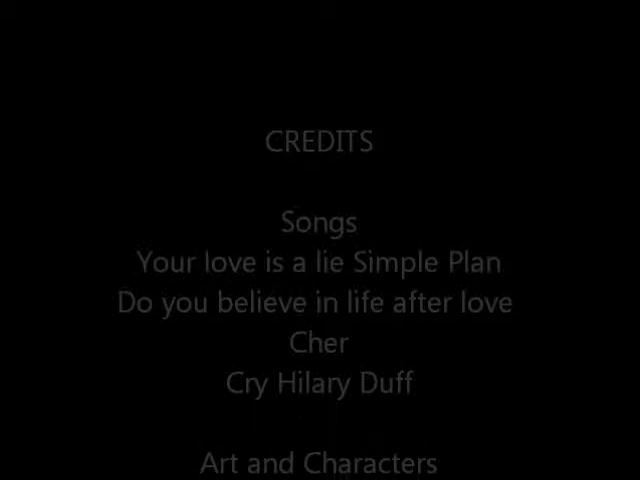 CREDITS
Songs
Your love is a lie Simple Plan
Do you believe in life after love
Cher
Cry Hilary Duff
Art and Characters